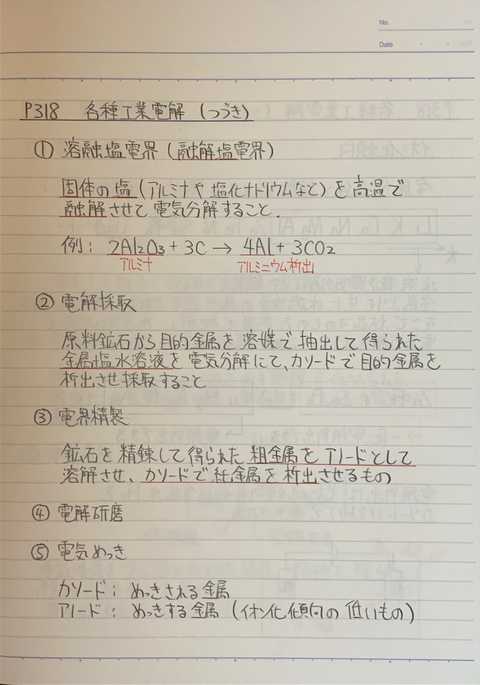 No.
Date
P318 各種工業電解（つづき）
① 溶融塩電界（融解塩電界）
固体の塩（アルミナや塩化ナトリウムなど）を高温で
融解させて電気分解すること．
例： 2Al₂O₃ + 3C → 4Al + 3CO₂
アルミナ アルミニウム析出
② 電解採取
原料鉱石から目的金属を溶媒で抽出して得られた
金属塩水溶液を電気分解にて，カソードで目的金属を
析出させ採取すること
③ 電界精製
鉱石を精錬して得られた粗金属をアノードとして
溶解させ、カソードで純金属を析出させるもの
④ 電解研磨
⑤ 電気めっき
カソード： めっきされる金属
アノード： めっきする金属（イオン化傾向の低いもの）